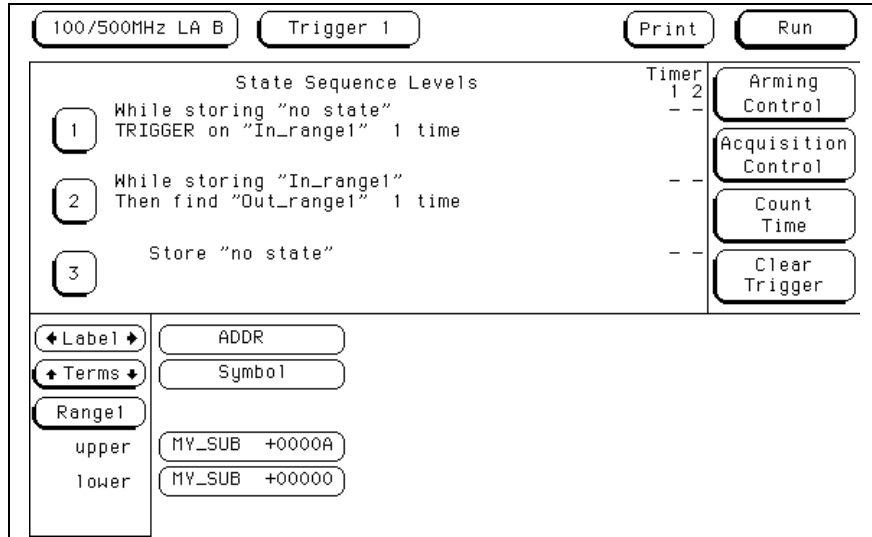 100/500MHz LA B Trigger 1 Print Run
State Sequence Levels
Timer
1 2
1
While storing "no state"
TRIGGER on "In_range1" 1 time
- -
2
While storing "In_range1"
Then find "Out_range1" 1 time
- -
3
Store "no state"
- -
Arming
Control
Acquisition
Control
Count
Time
Clear
Trigger
Label ADDR
Terms Symbol
Range1
upper MY_SUB +0000A
lower MY_SUB +00000